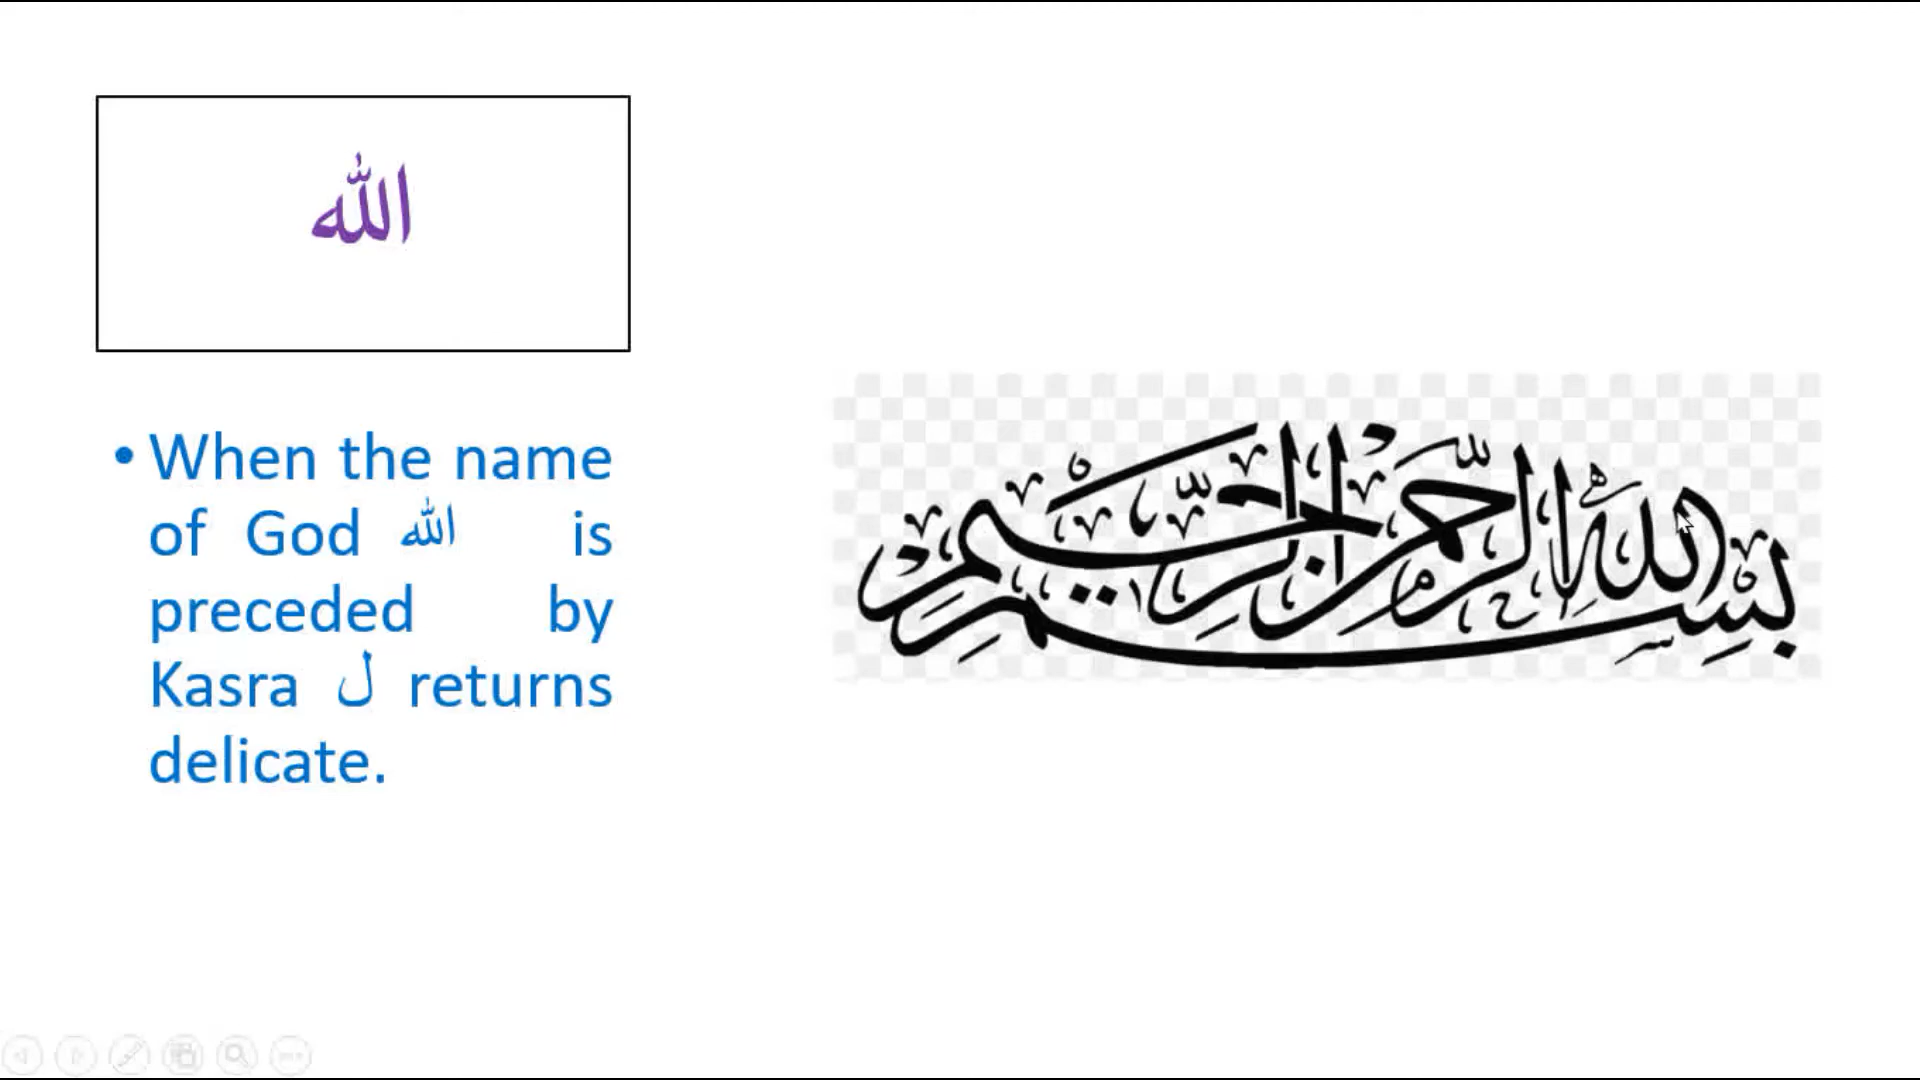 الله
• When the name
of God الله is
preceded by
Kasra ل returns
delicate.
بسم الله الرحمن الرحيم